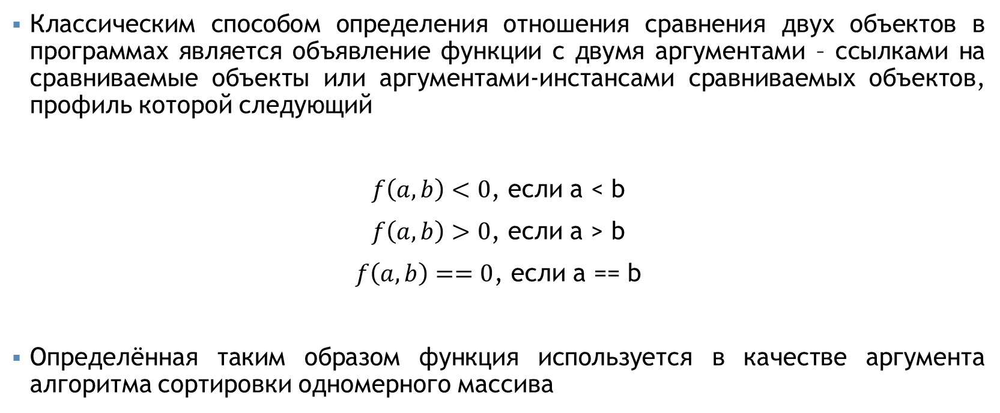 ▪ Классическим способом определения отношения сравнения двух объектов в
программах является объявление функции с двумя аргументами – ссылками на
сравниваемые объекты или аргументами-инстансами сравниваемых объектов,
профиль которой следующий
f(a, b) < 0, если a < b
f(a, b) > 0, если a > b
f(a, b) == 0, если a == b
▪ Определённая таким образом функция используется в качестве аргумента
алгоритма сортировки одномерного массива